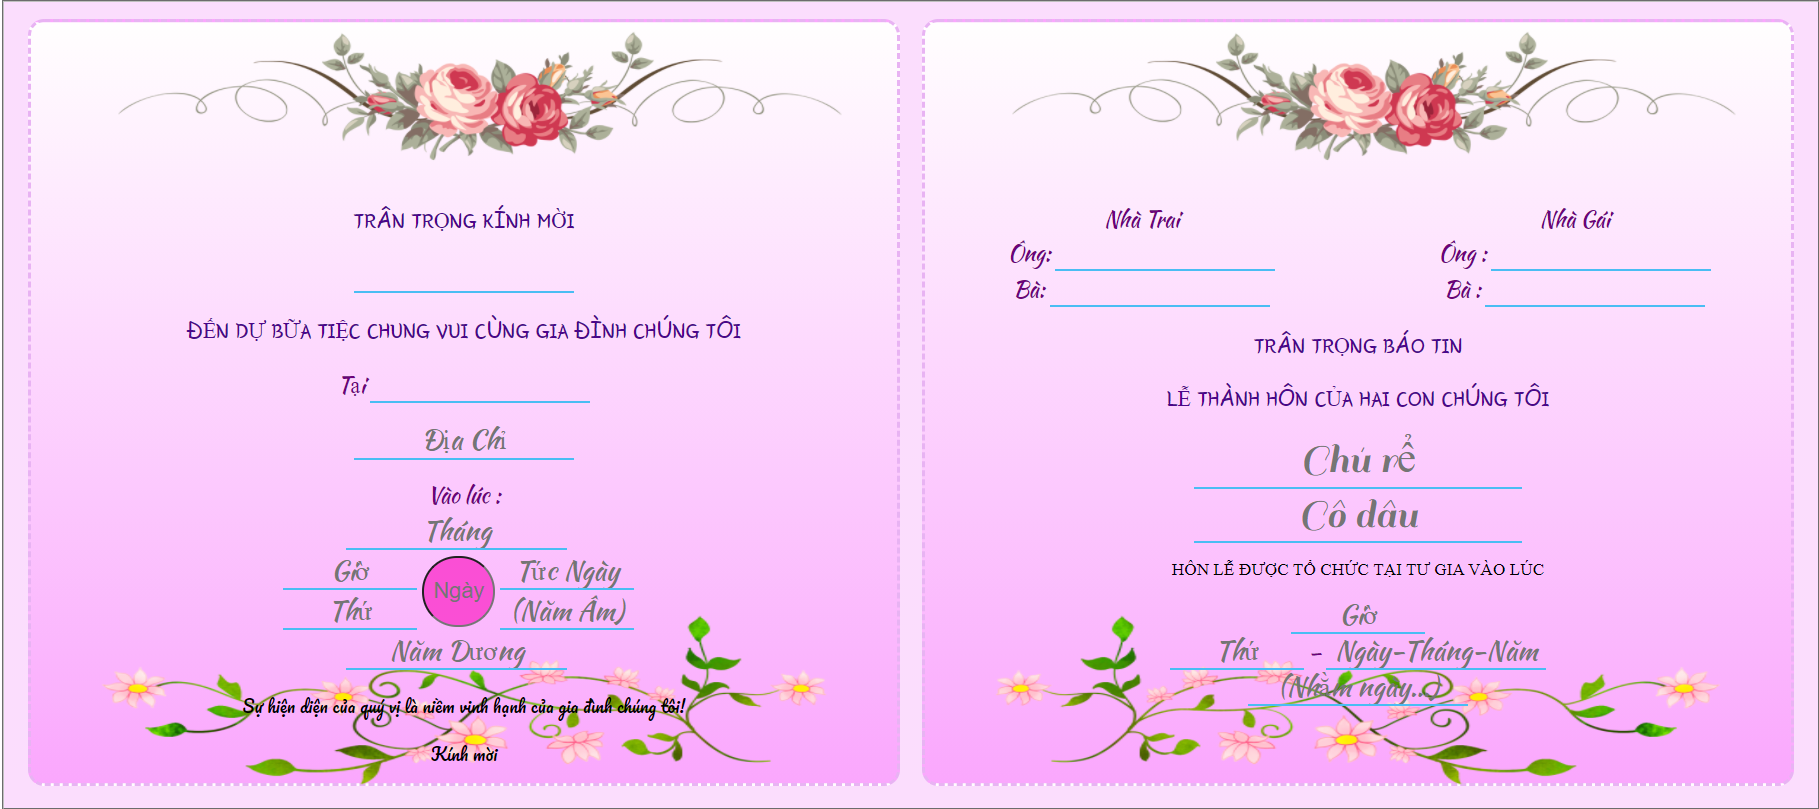 TRÂN TRỌNG KÍNH MỜI
ĐẾN DỰ BỮA TIỆC CHUNG VUI CÙNG GIA ĐÌNH CHÚNG TÔI
Tại
Địa Chỉ
Vào lúc :
Tháng
Giờ
Ngày
Tức Ngày
Thứ
(Năm Âm)
Năm Dương
Sự hiện diện của quý vị là niềm vinh hạnh của gia đình chúng tôi!
Kính mời
Nhà Trai
Ông:
Bà:
Nhà Gái
Ông :
Bà :
TRÂN TRỌNG BÁO TIN
LỄ THÀNH HÔN CỦA HAI CON CHÚNG TÔI
Chú rể
Cô dâu
HÔN LỄ ĐƯỢC TỔ CHỨC TẠI TƯ GIA VÀO LÚC
Giờ
Thứ - Ngày-Tháng-Năm
(Nhằm ngày...)